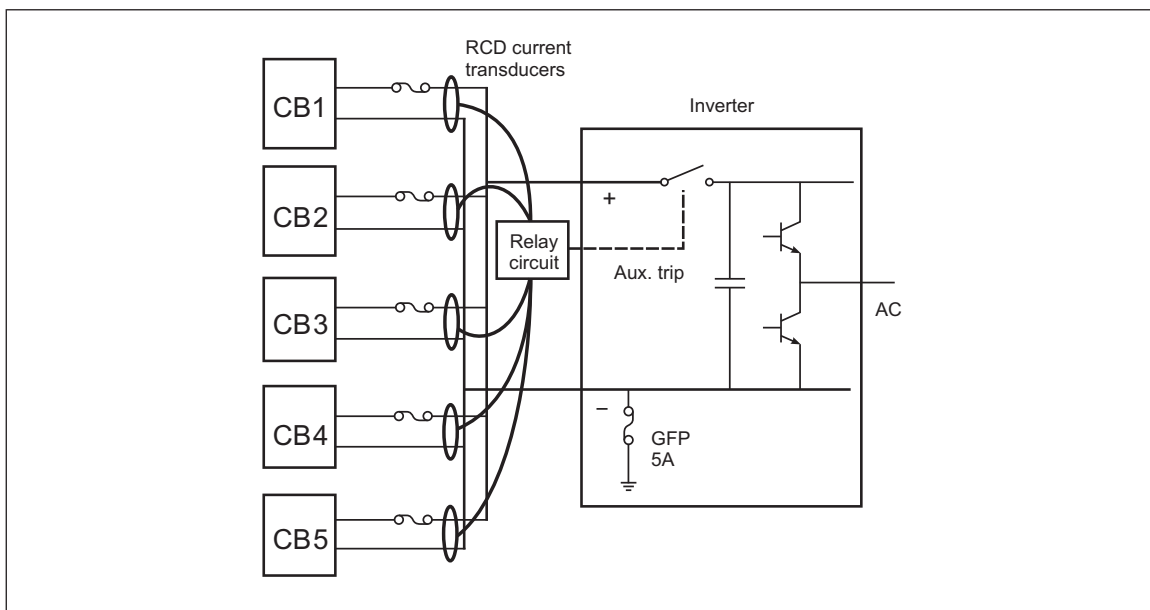 RCD current
transducers
CB1
CB2
CB3
CB4
CB5
Relay
circuit
Inverter
+
Aux. trip
AC
−
GFP
5A